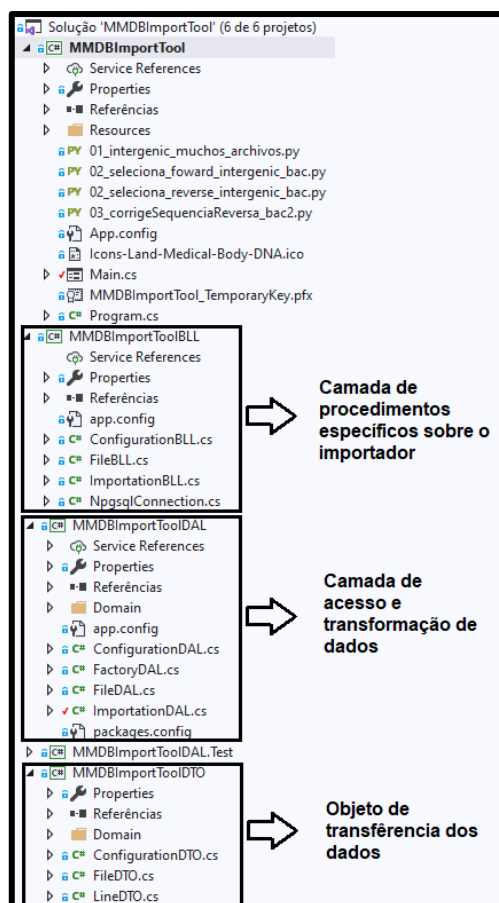 Solução 'MMDBImportTool' (6 de 6 projetos)
C# MMDBImportTool
Service References
Properties
Referências
Resources
PY 01_intergenic_muchos_archivos.py
PY 02_seleciona_foward_intergenic_bac.py
PY 02_seleciona_reverse_intergenic_bac.py
PY 03_corrigeSequenciaReversa_bac2.py
App.config
Icons-Land-Medical-Body-DNA.ico
Main.cs
MMDBImportTool_TemporaryKey.pfx
C# Program.cs
C# MMDBImportToolBLL
Service References
Properties
Referências
app.config
C# ConfigurationBLL.cs
C# FileBLL.cs
C# ImportationBLL.cs
C# NpgsqlConnection.cs
Camada de
procedimentos
específicos sobre o
importador
C# MMDBImportToolDAL
Service References
Properties
Referências
Domain
app.config
C# ConfigurationDAL.cs
C# FactoryDAL.cs
C# FileDAL.cs
C# ImportationDAL.cs
packages.config
Camada de
acesso e
transformação de
dados
C# MMDBImportToolDAL.Test
C# MMDBImportToolDTO
Properties
Referências
Domain
C# ConfigurationDTO.cs
C# FileDTO.cs
C# LineDTO.cs
Objeto de
transfêrencia dos
dados